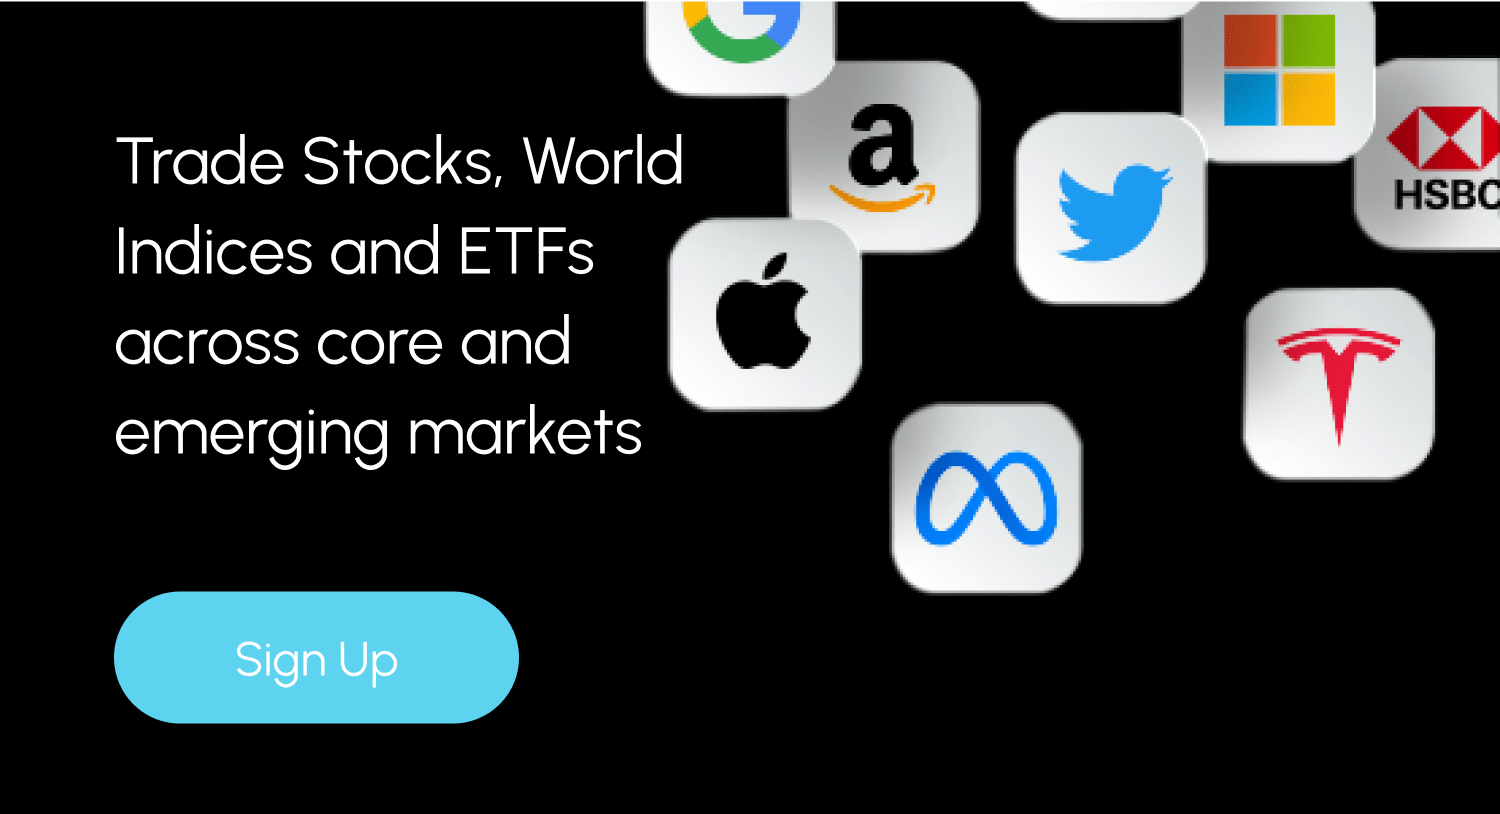 Trade Stocks, World
Indices and ETFs
across core and
emerging markets
Sign Up
a
HSBC